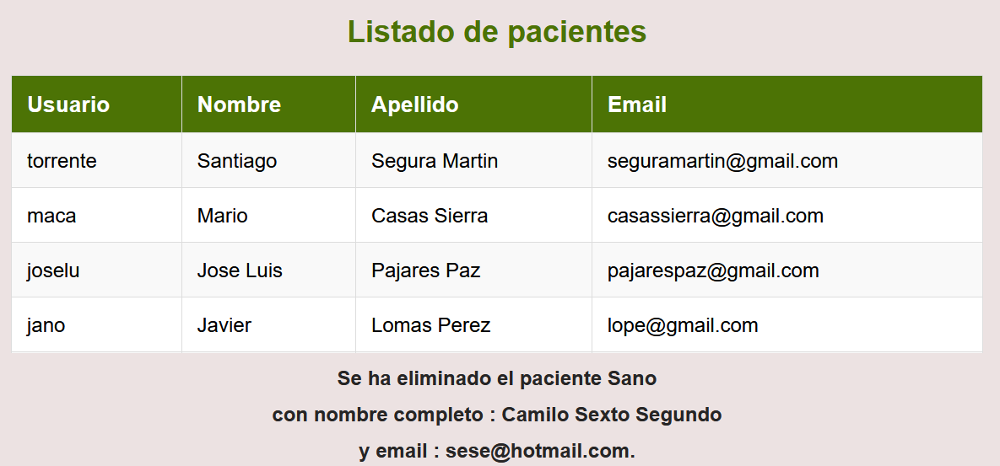 Listado de pacientes
Usuario Nombre Apellido Email
torrente Santiago Segura Martin seguramartin@gmail.com
maca Mario Casas Sierra casassierra@gmail.com
joselu Jose Luis Pajares Paz pajarespaz@gmail.com
jano Javier Lomas Perez lope@gmail.com
Se ha eliminado el paciente Sano
con nombre completo : Camilo Sexto Segundo
y email : sese@hotmail.com.